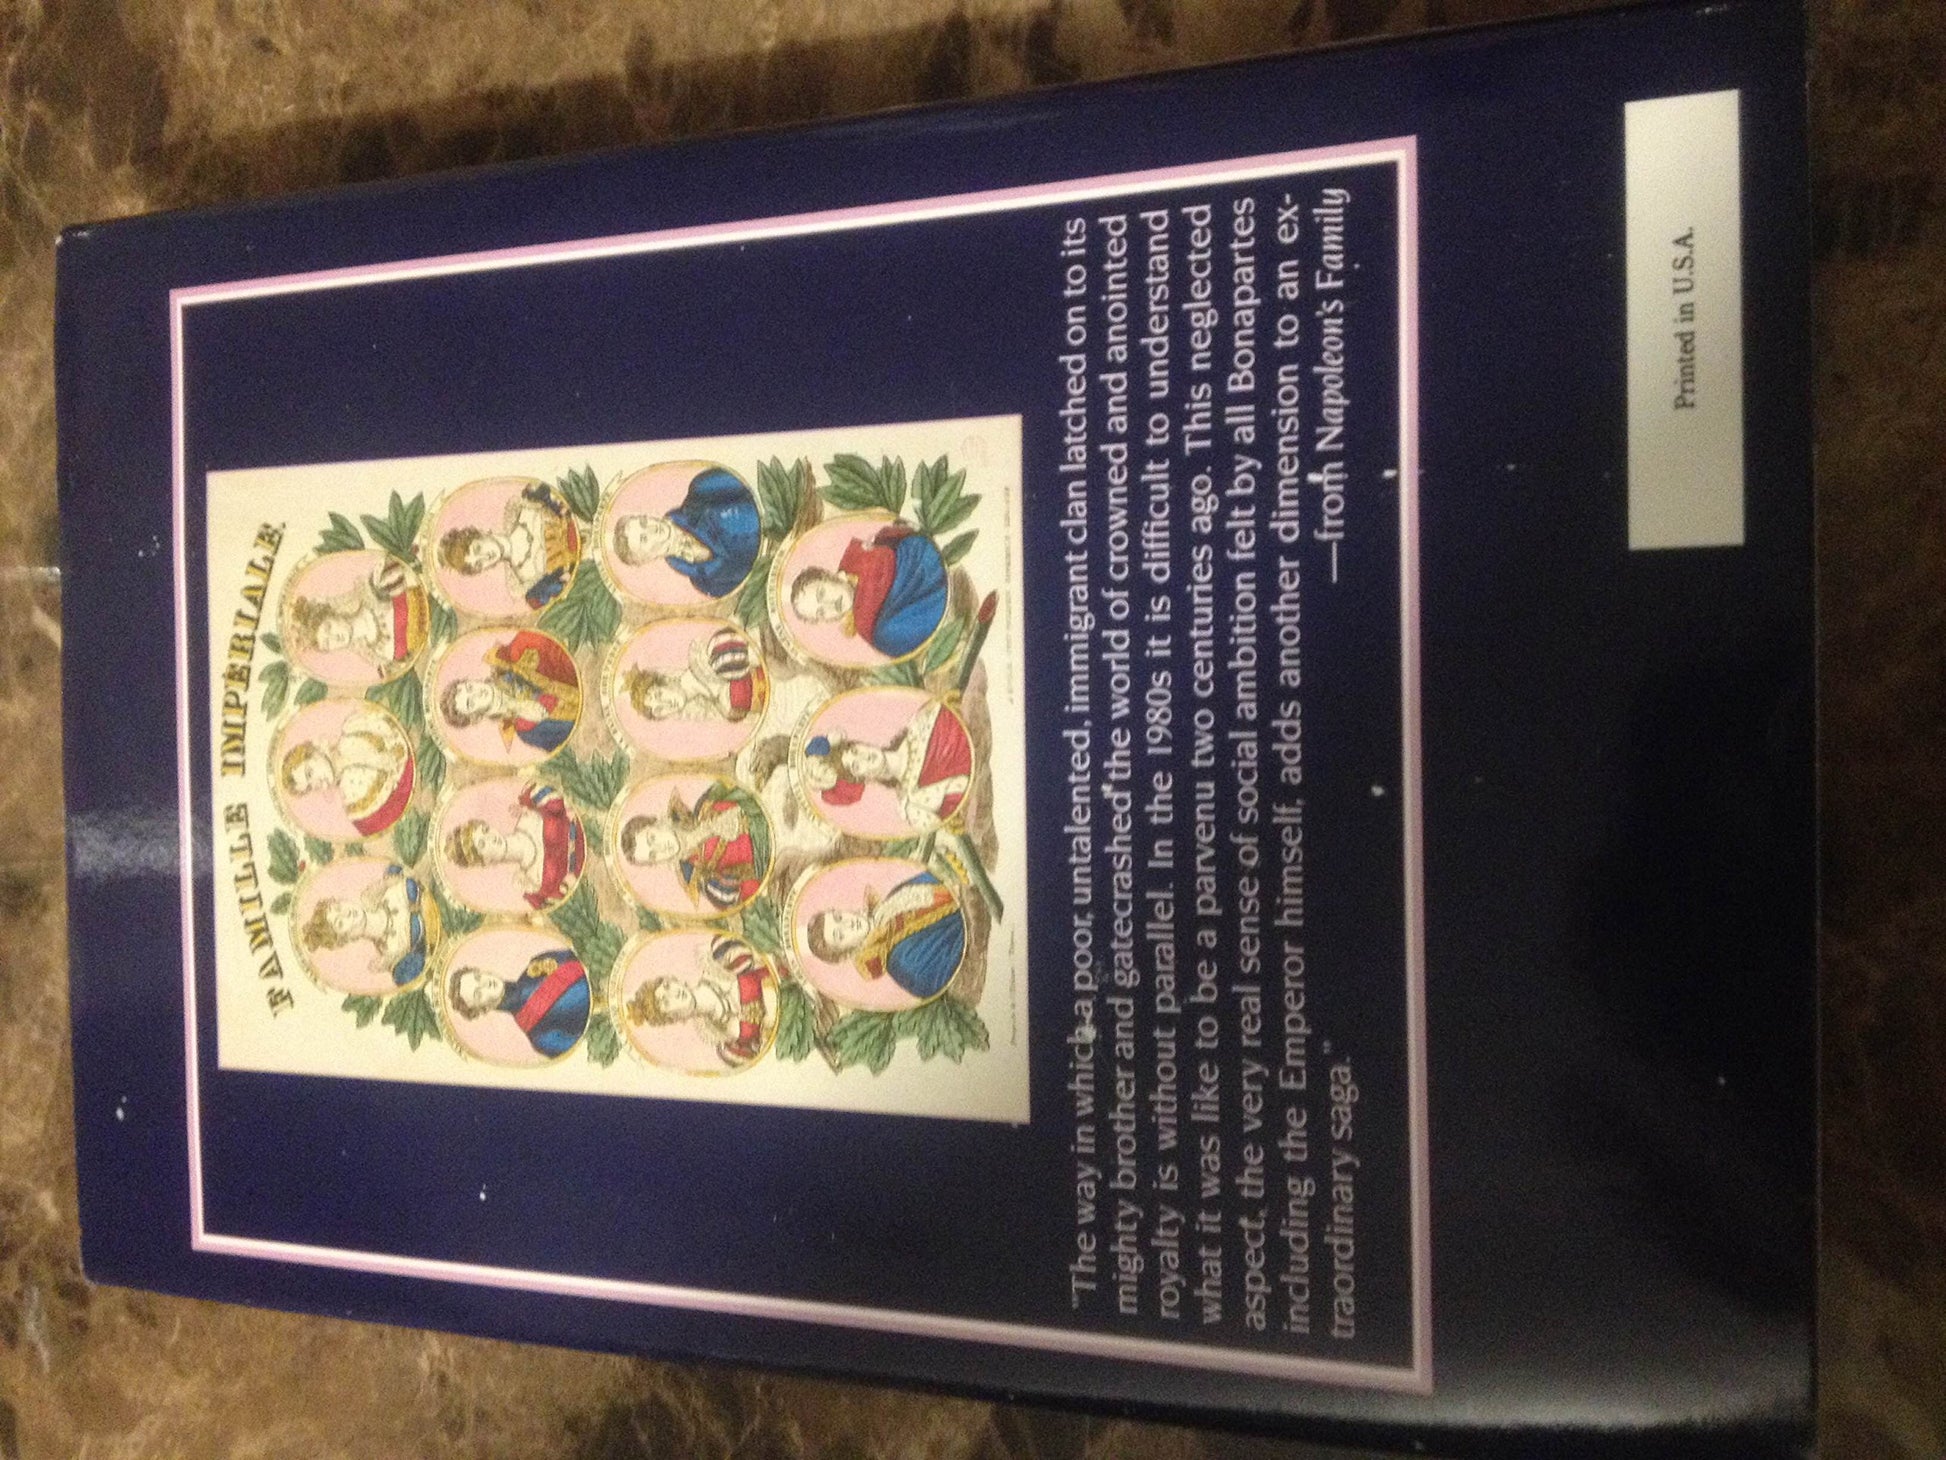 FAMILLE IMPERIALE
"The way in which a poor, untalented, immigrant clan latched on to its
mighty brother and gatecrashed the world of crowned and anointed
royalty is without parallel. In the 1980s it is difficult to understand
what it was like to be a parvenu two centuries ago. This neglected
aspect, the very real sense of social ambition felt by all Bonapartes
including the Emperor himself, adds another dimension to an ex-
traordinary saga."
—from Napoleon's Family
Printed in U.S.A.